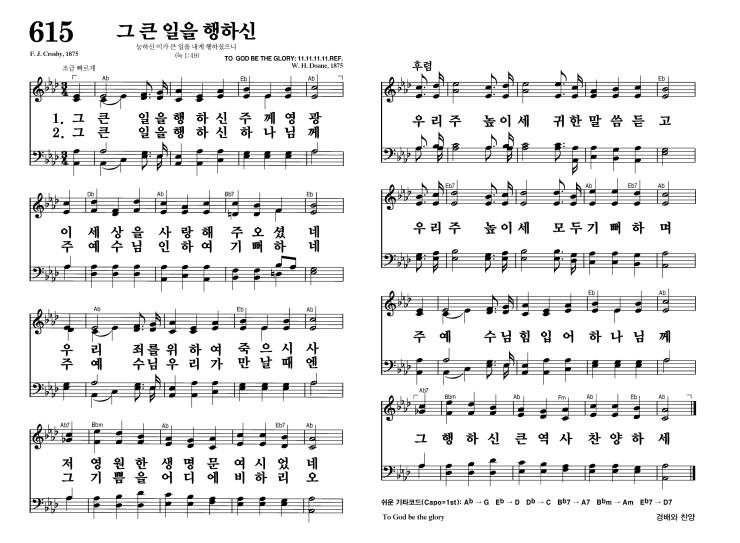 615 그 큰 일을 행하신
능하신 이가 큰 일을 내게 행하셨으니
(눅 1:49)
F. J. Crosby, 1875
TO GOD BE THE GLORY: 11.11.11.11.REF.
W. H. Doane, 1875
조금 빠르게
Ab Eb Ab
1. 그 큰 일을 행하신 주께 영광
2. 그 큰 일을 행하신 하나님께
Db Ab Bb7 Eb
이 세상을 사랑해 주오셨네
주 예수님 인하여 기뻐하네
Ab Eb Ab
우리 죄를 위하여 죽으시사
주 예수님 우리가 만날 때엔
Ab7 Bbm Ab Eb7 Ab
저 영원한 생명문 여시었네
그 기쁨을 어디에 비하리오
후렴
Ab Eb
우리 주 높이세 귀한 말씀 듣고
Eb7 Ab Eb7 Ab
우리 주 높이세 모두 기뻐하며
Eb Ab
주 예수님 힘입어 하나님께
Ab7 Bbm Ab Fm Ab Eb7 Ab
그 행하신 큰 역사 찬양하세
쉬운 기타코드(Capo=1st): Ab → G Eb → D Db → C Bb7 → A7 Bbm → Am Eb7 → D7
To God be the glory
경배와 찬양